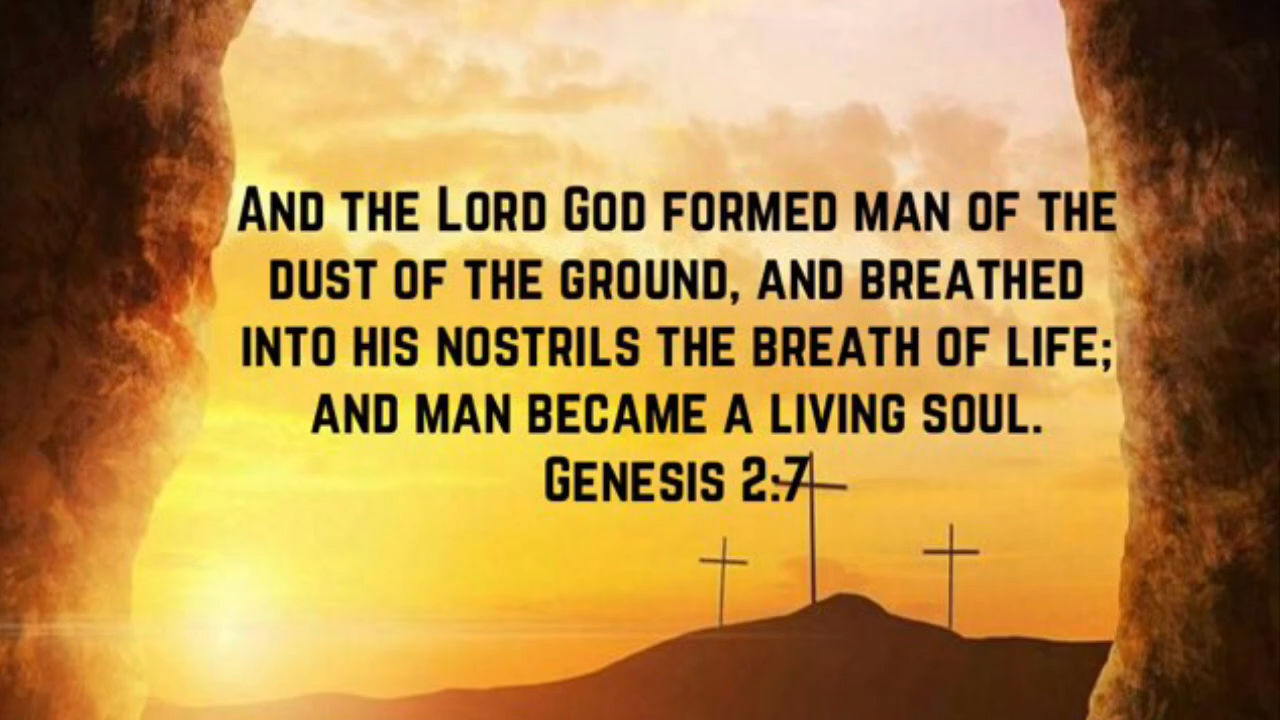 And the Lord God formed man of the
dust of the ground, and breathed
into his nostrils the breath of life;
and man became a living soul.
Genesis 2:7